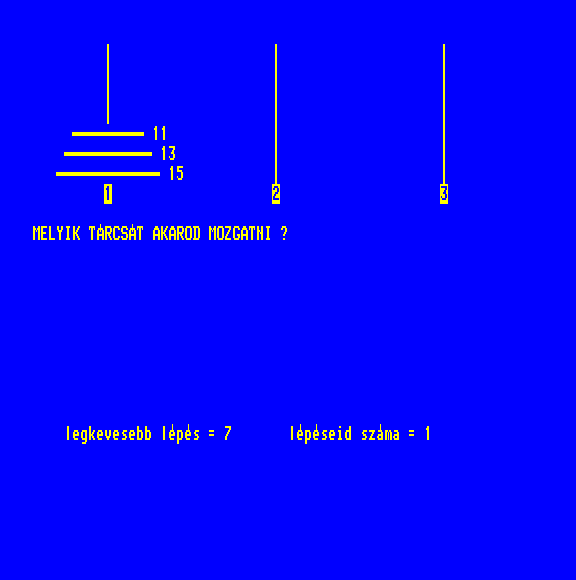 11
13
15
1 2 3
MELYIK TÁRCSÁT AKAROD MOZGATNI ?
legkevesebb lépés = 7 lépéseid száma = 1